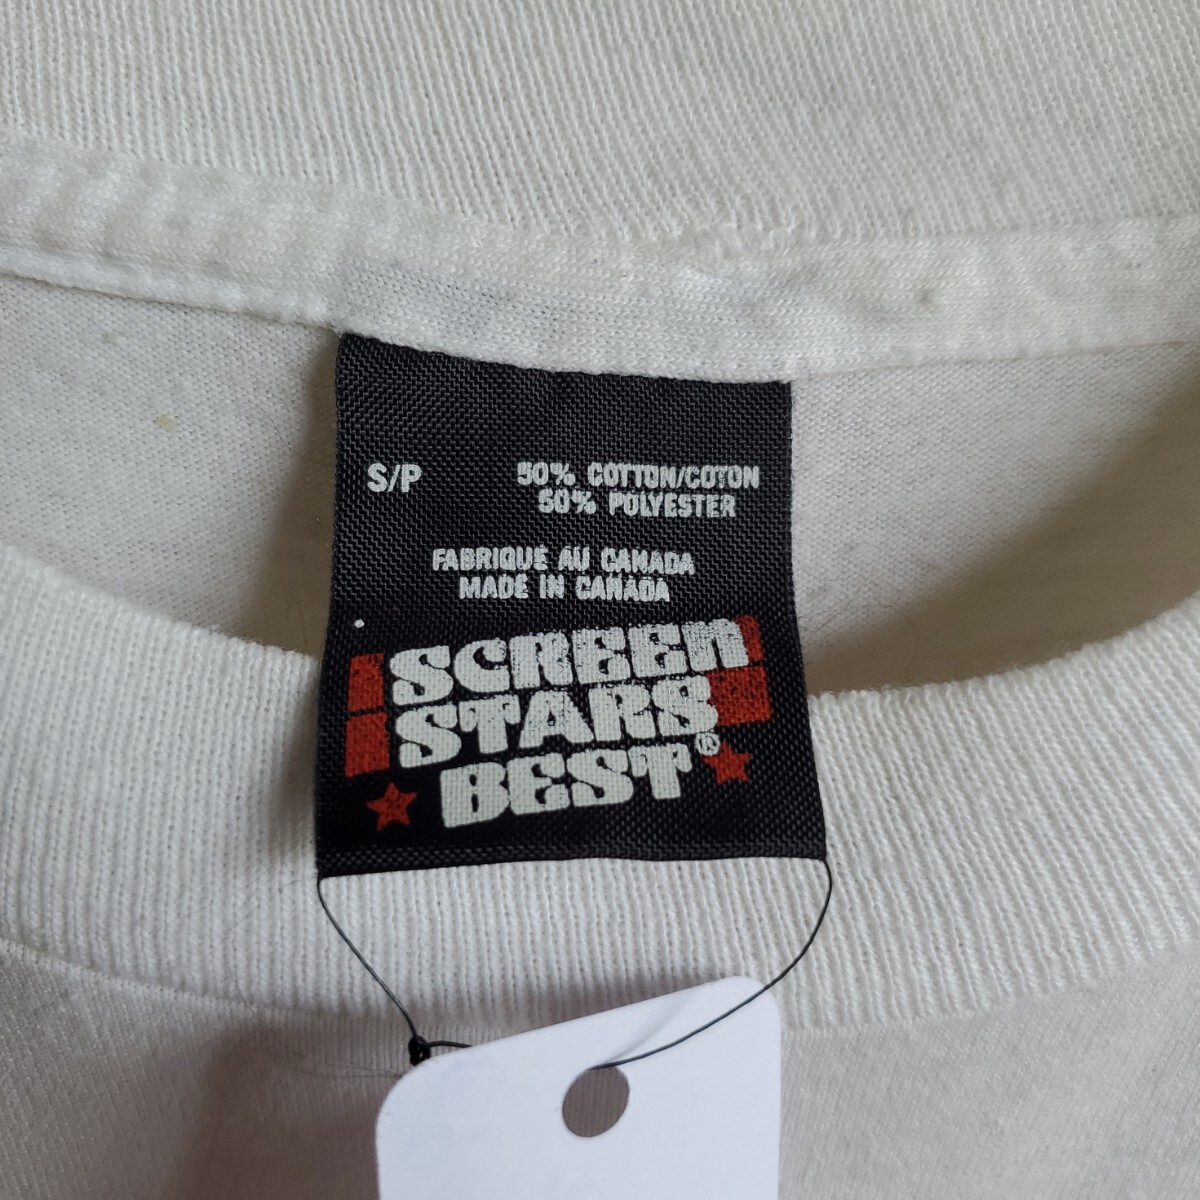 S/P
50% COTTON/COTON
50% POLYESTER
FABRIQUE AU CANADA
MADE IN CANADA
SCREEn
STARS
BEST®